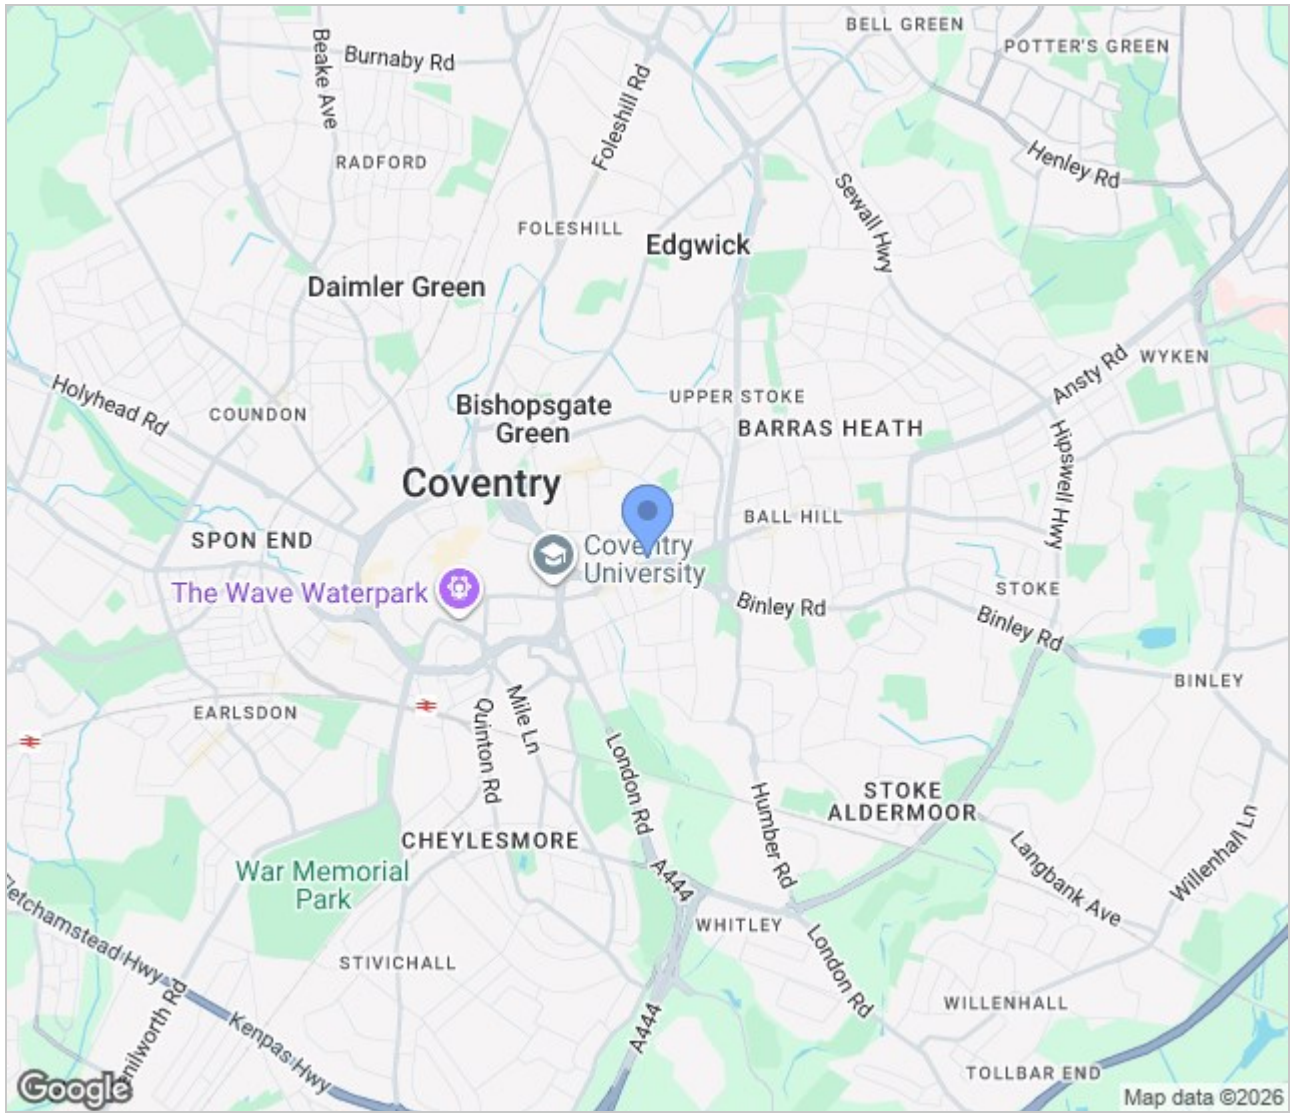 BELL GREEN
POTTER'S GREEN
Burnaby Rd
Beake Ave
Foleshill Rd
RADFORD
Henley Rd
Sewall Hwy
FOLESHILL
Edgwick
Daimler Green
WYKEN
Ansty Rd
Holyhead Rd
COUNDON
Bishopsgate
Green
UPPER STOKE
BARRAS HEATH
Hipswell Hwy
Coventry
BALL HILL
SPON END
Coventry
University
The Wave Waterpark
STOKE
Binley Rd
Binley Rd
BINLEY
EARLSDON
Quinton Rd
Mile Ln
London Rd
Humber Rd
STOKE
ALDERMOOR
CHEYLESMORE
Langbank Ave
Willenhall Ln
War Memorial
Park
A444
Fletchamstead Hwy
WHITLEY
London Rd
STIVICHALL
WILLENHALL
Kenilworth Rd
Kenpas Hwy
A444
TOLLBAR END
Google
Map data ©2026